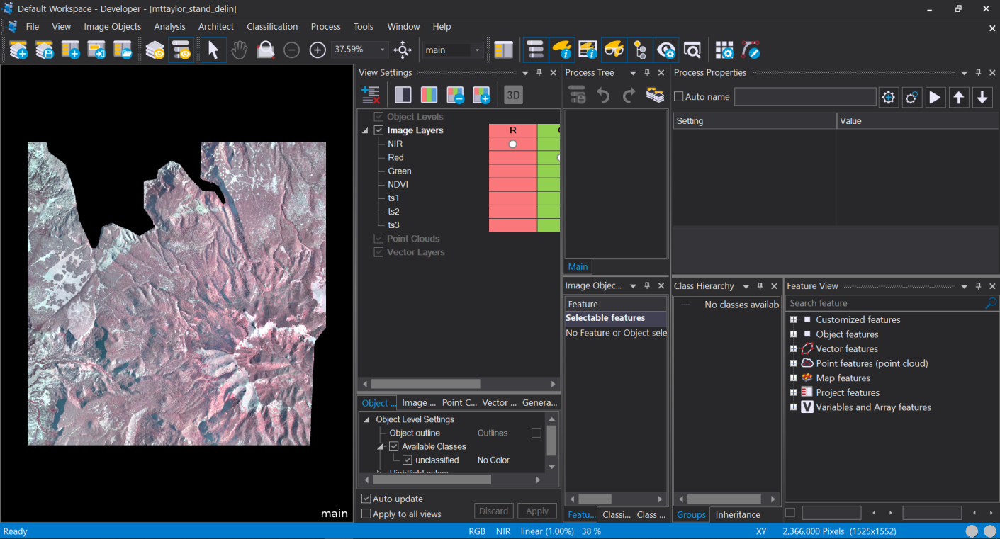 Default Workspace - Developer - [mttaylor_stand_delin]
File View Image Objects Analysis Architect Classification Process Tools Window Help
37.59% main 3D
View Settings
Process Tree
Process Properties
Auto name
Setting Value
Object Levels
Image Layers R
NIR
Red
Green
NDVI
ts1
ts2
ts3
Point Clouds
Vector Layers
Main
Image Objec...
Feature
Selectable features
No Feature or Object sele
Class Hierarchy
No classes availab
Feature View
Search feature
Customized features
Object features
Vector features
Point features (point cloud)
Map features
Project features
V Variables and Array features
Object ... Image ... Point C... Vector ... Genera...
Object Level Settings
Object outline Outlines
Available Classes
unclassified No Color
Auto update
Apply to all views Discard Apply
Featu... Classi... Class ...
Groups Inheritance
main
Ready RGB NIR linear (1.00%) 38 % XY 2,366,800 Pixels (1525x1552)